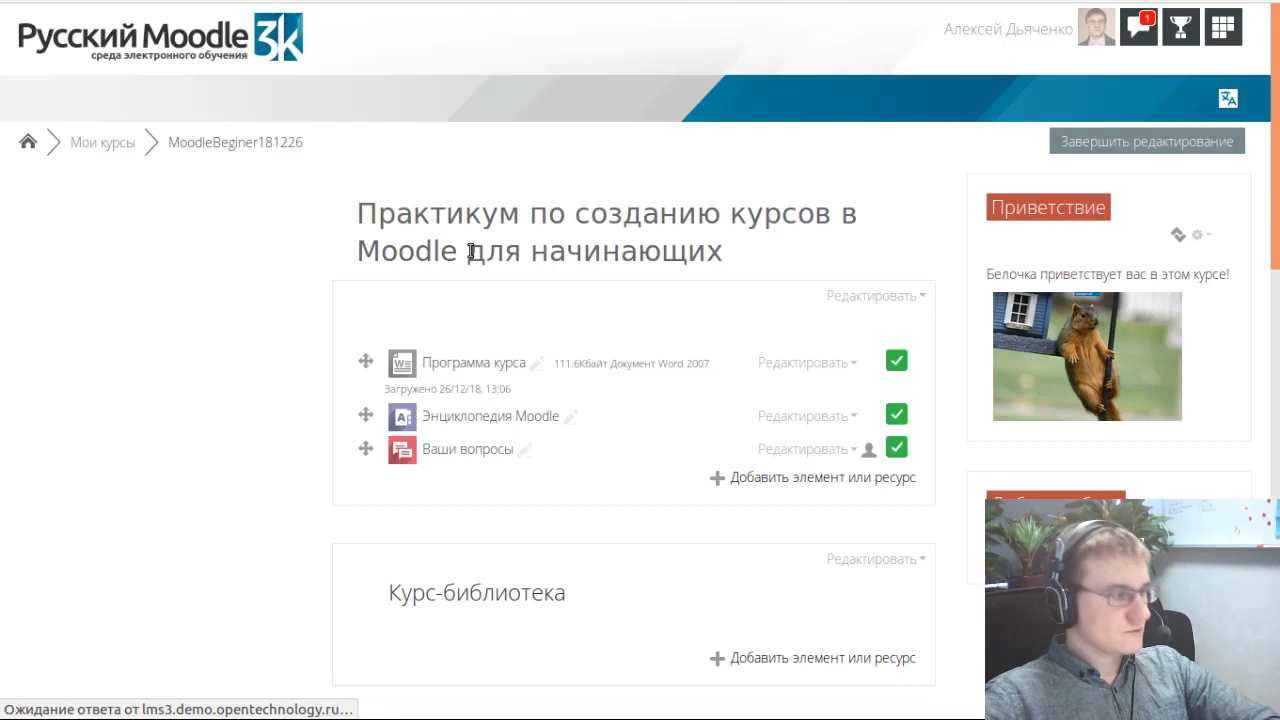 Русский Moodle 3k
среда электронного обучения
Алексей Дьяченко
1
Мои курсы
MoodleBeginer181226
Завершить редактирование
Практикум по созданию курсов в
Moodle для начинающих
Редактировать
Программа курса
111.6Кбайт Документ Word 2007
Редактировать
Загружено 26/12/18, 13:06
Энциклопедия Moodle
Редактировать
Ваши вопросы
Редактировать
Добавить элемент или ресурс
Редактировать
Курс-библиотека
Добавить элемент или ресурс
Приветствие
Белочка приветствует вас в этом курсе!
Ожидание ответа от lms3.demo.opentechnology.ru...